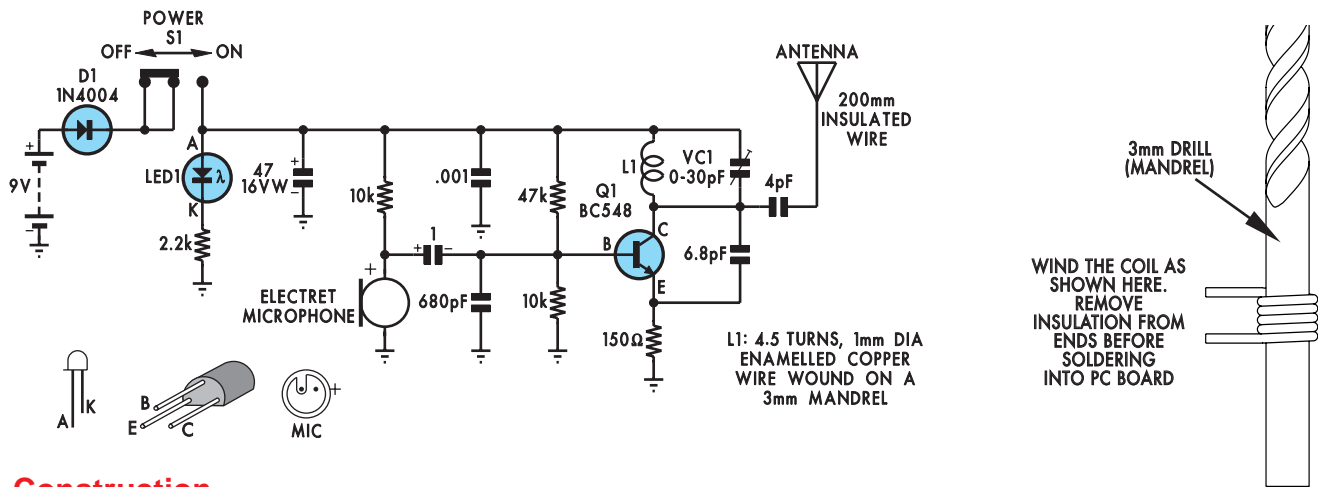 POWER
S1
OFF ON
D1
1N4004
+
9V
−
A
LED1
λ
K
2.2k
+
47
16VW
−
10k
.001
47k
L1
VC1
0-30pF
4pF
ANTENNA
200mm
INSULATED
WIRE
Q1
BC548
C
B
E
+ 1 −
6.8pF
+
ELECTRET
MICROPHONE
680pF
10k
150Ω
L1: 4.5 TURNS, 1mm DIA
ENAMELLED COPPER
WIRE WOUND ON A
3mm MANDREL
A
K
B
E
C
+
MIC
3mm DRILL
(MANDREL)
WIND THE COIL AS
SHOWN HERE.
REMOVE
INSULATION FROM
ENDS BEFORE
SOLDERING
INTO PC BOARD
Construction